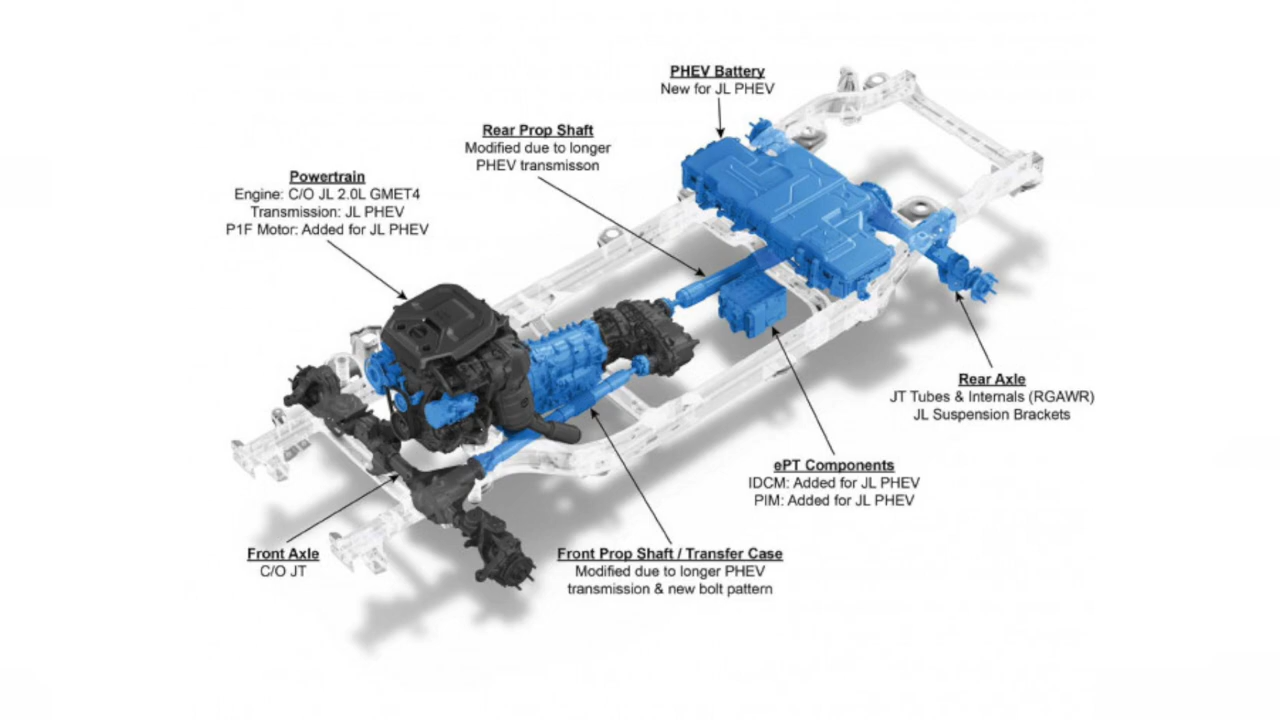 PHEV Battery
New for JL PHEV
Rear Prop Shaft
Modified due to longer
PHEV transmisson
Powertrain
Engine: C/O JL 2.0L GMET4
Transmission: JL PHEV
P1F Motor: Added for JL PHEV
Rear Axle
JT Tubes & Internals (RGAWR)
JL Suspension Brackets
ePT Components
IDCM: Added for JL PHEV
PIM: Added for JL PHEV
Front Axle
C/O JT
Front Prop Shaft / Transfer Case
Modified due to longer PHEV
transmission & new bolt pattern